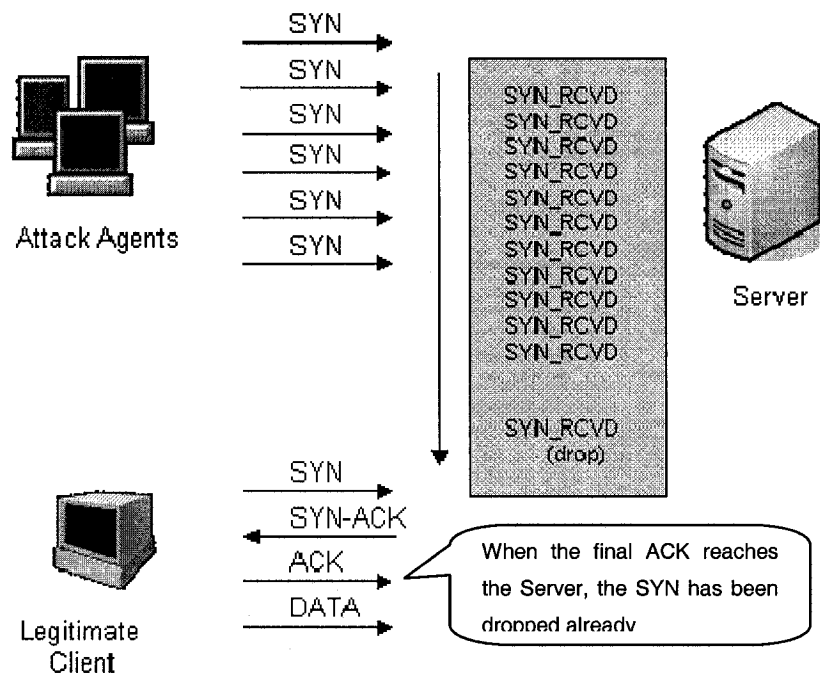 SYN
SYN
SYN
SYN
SYN
SYN
Attack Agents
SYN_RCVD
SYN_RCVD
SYN_RCVD
SYN_RCVD
SYN_RCVD
SYN_RCVD
SYN_RCVD
SYN_RCVD
SYN_RCVD
SYN_RCVD
SYN_RCVD
SYN_RCVD
(drop)
Server
SYN
SYN-ACK
ACK
DATA
Legitimate
Client
When the final ACK reaches
the Server, the SYN has been
dropped already